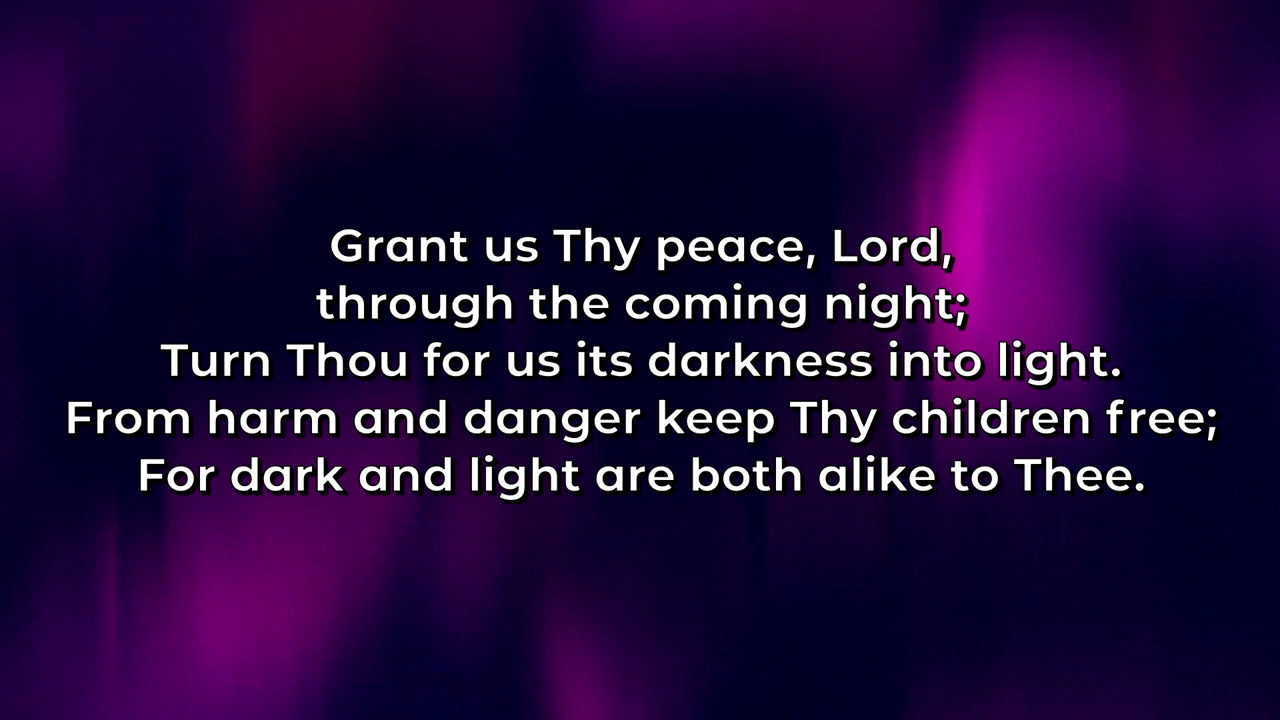 Grant us Thy peace, Lord,
through the coming night;
Turn Thou for us its darkness into light.
From harm and danger keep Thy children free;
For dark and light are both alike to Thee.